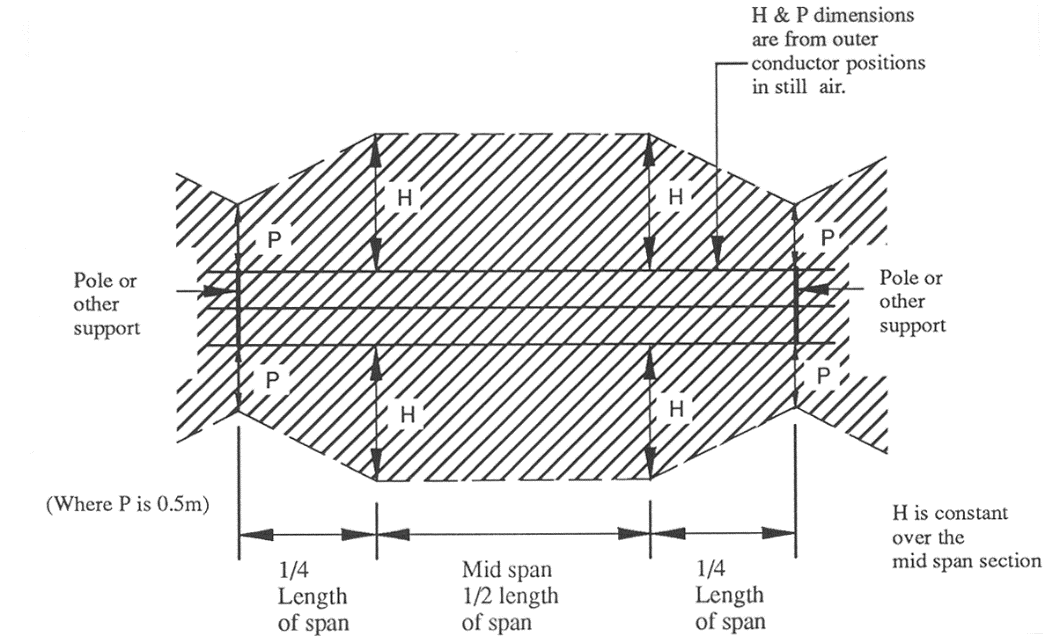 H & P dimensions
are from outer
conductor positions
in still air.
H
H
P
P
Pole or
other
support
Pole or
other
support
P
P
H
H
(Where P is 0.5m)
H is constant
over the
mid span section
1/4
Length
of span
Mid span
1/2 length
of span
1/4
Length
of span